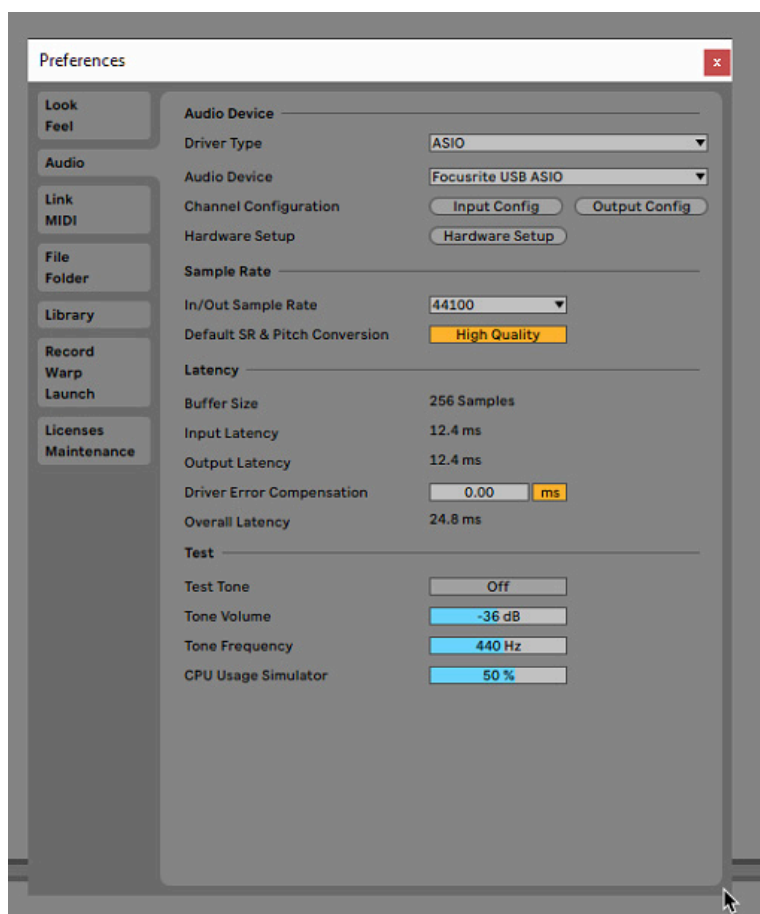 Preferences
x
Look
Feel
Audio
Link
MIDI
File
Folder
Library
Record
Warp
Launch
Licenses
Maintenance
Audio Device
Driver Type ASIO
Audio Device Focusrite USB ASIO
Channel Configuration Input Config Output Config
Hardware Setup Hardware Setup
Sample Rate
In/Out Sample Rate 44100
Default SR & Pitch Conversion High Quality
Latency
Buffer Size 256 Samples
Input Latency 12.4 ms
Output Latency 12.4 ms
Driver Error Compensation 0.00 ms
Overall Latency 24.8 ms
Test
Test Tone Off
Tone Volume -36 dB
Tone Frequency 440 Hz
CPU Usage Simulator 50 %